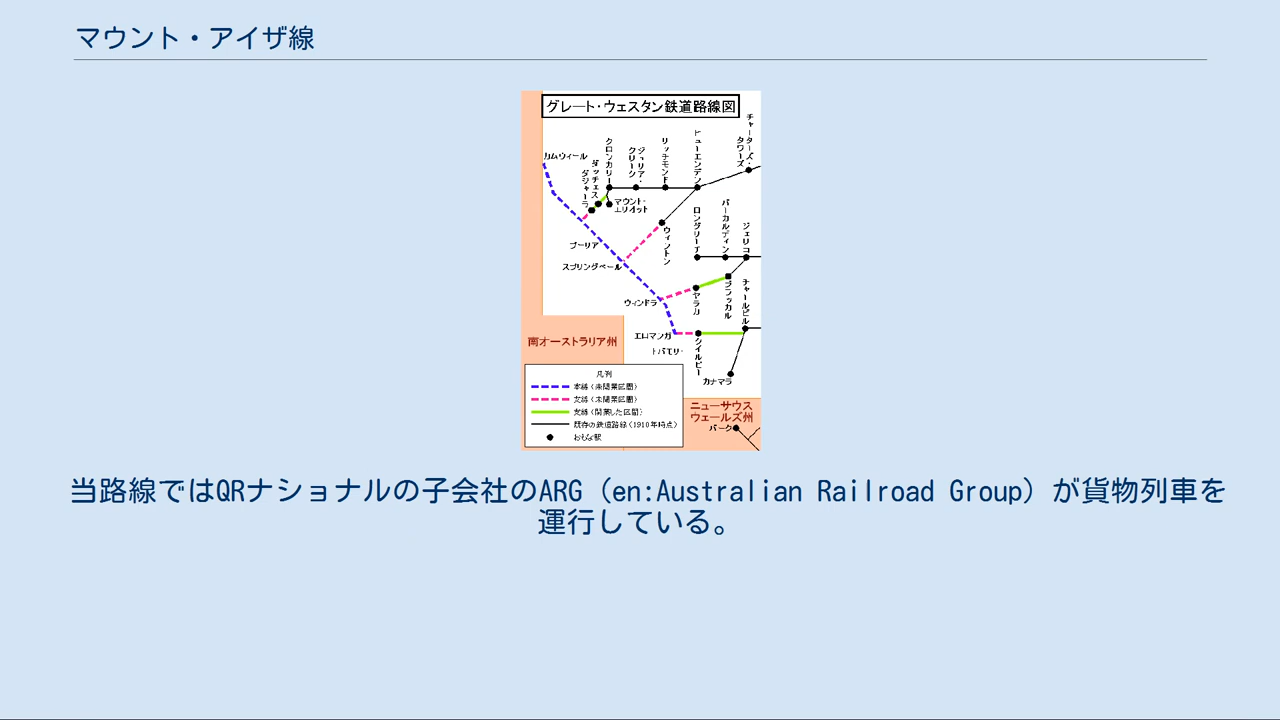 マウント・アイザ線
グレート・ウェスタン鉄道路線図
チャーターズ・タワーズ
ヒューエンデン
リッチモンド
ジュリア・クリーク
クロンカリー
ダッチェス
ダジャーラ
カムウィール
マウント・エリオット
ウィントン
ロングリーチ
バーカルディン
ジェリコ
ブーリア
スプリングベール
ウィンドラ
ヤラカ
ブラッカル
チャールビル
エロマンガ
トバモリー
クイルピー
カナマラ
南オーストラリア州
凡例
本線(未開業区間)
支線(未開業区間)
支線(開業した区間)
既存の鉄道路線(1910年時点)
おもな駅
ニューサウス
ウェールズ州
バーク
当路線ではQRナショナルの子会社のARG（en:Australian Railroad Group）が貨物列車を
運行している。